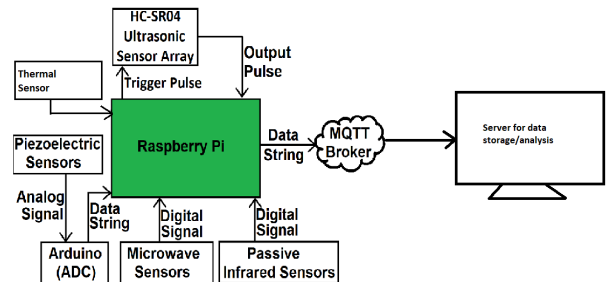 HC-SR04
Ultrasonic
Sensor Array
Output
Pulse
Thermal
Sensor
Trigger Pulse
Raspberry Pi
Data
String
MQTT
Broker
Server for data
storage/analysis
Piezoelectric
Sensors
Analog
Signal
Data
String
Digital
Signal
Digital
Signal
Arduino
(ADC)
Microwave
Sensors
Passive
Infrared Sensors